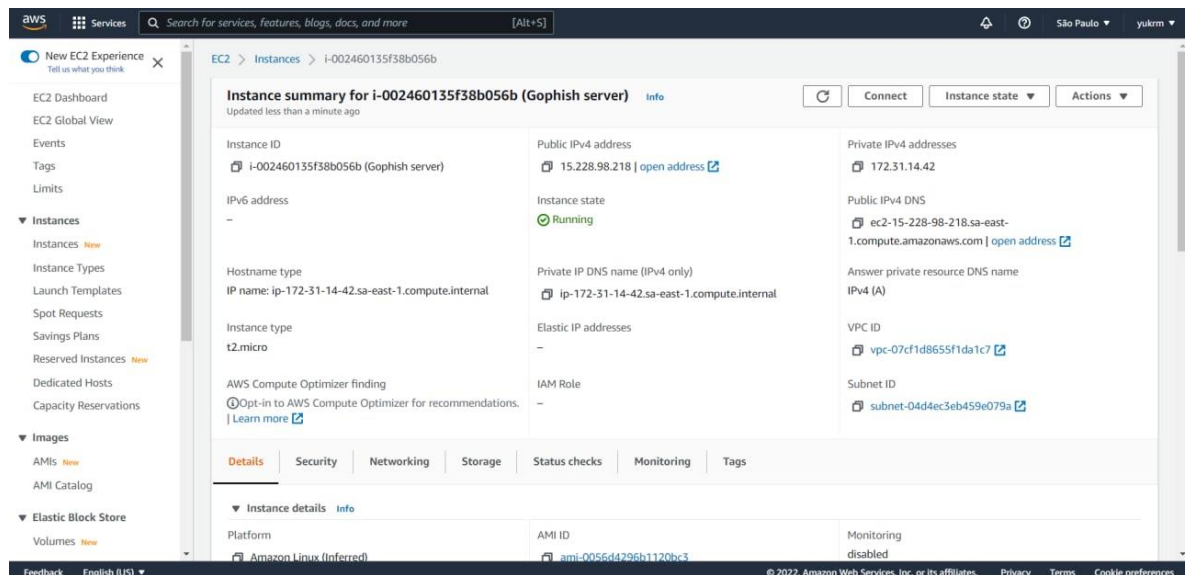 aws Services Search for services, features, blogs, docs, and more [Alt+S] São Paulo ▼ yukrm ▼
New EC2 Experience
Tell us what you think
EC2 Dashboard
EC2 Global View
Events
Tags
Limits
▼ Instances
Instances New
Instance Types
Launch Templates
Spot Requests
Savings Plans
Reserved Instances New
Dedicated Hosts
Capacity Reservations
▼ Images
AMIs New
AMI Catalog
▼ Elastic Block Store
Volumes New
EC2 > Instances > i-002460135f38b056b
Instance summary for i-002460135f38b056b (Gophish server) Info
Updated less than a minute ago
Connect Instance state ▼ Actions ▼
Instance ID
i-002460135f38b056b (Gophish server)
Public IPv4 address
15.228.98.218 | open address
Private IPv4 addresses
172.31.14.42
IPv6 address
–
Instance state
Running
Public IPv4 DNS
ec2-15-228-98-218.sa-east-
1.compute.amazonaws.com | open address
Hostname type
IP name: ip-172-31-14-42.sa-east-1.compute.internal
Private IP DNS name (IPv4 only)
ip-172-31-14-42.sa-east-1.compute.internal
Answer private resource DNS name
IPv4 (A)
Instance type
t2.micro
Elastic IP addresses
–
VPC ID
vpc-07cf1d8655f1da1c7
AWS Compute Optimizer finding
Opt-in to AWS Compute Optimizer for recommendations.
| Learn more
IAM Role
–
Subnet ID
subnet-04d4ec3eb459e079a
Details Security Networking Storage Status checks Monitoring Tags
▼ Instance details Info
Platform
Amazon Linux (Inferred)
AMI ID
ami-0056d4296b1120bc3
Monitoring
disabled
Feedback English (US) ▼ © 2022, Amazon Web Services, Inc. or its affiliates. Privacy Terms Cookie preferences